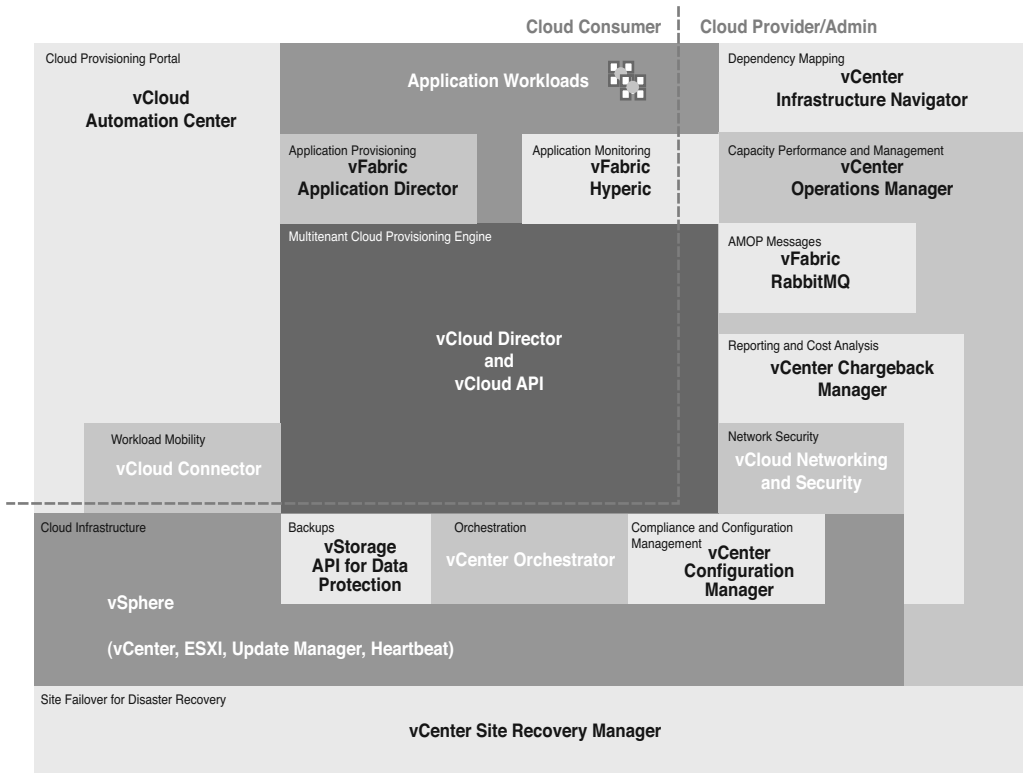 Cloud Consumer
Cloud Provider/Admin
Cloud Provisioning Portal
vCloud
Automation Center
Application Workloads
Dependency Mapping
vCenter
Infrastructure Navigator
Application Provisioning
vFabric
Application Director
Application Monitoring
vFabric
Hyperic
Capacity Performance and Management
vCenter
Operations Manager
Multitenant Cloud Provisioning Engine
vCloud Director
and
vCloud API
AMOP Messages
vFabric
RabbitMQ
Reporting and Cost Analysis
vCenter Chargeback
Manager
Workload Mobility
vCloud Connector
Network Security
vCloud Networking
and Security
Cloud Infrastructure
vSphere
(vCenter, ESXI, Update Manager, Heartbeat)
Backups
vStorage
API for Data
Protection
Orchestration
vCenter Orchestrator
Compliance and Configuration
Management
vCenter
Configuration
Manager
Site Failover for Disaster Recovery
vCenter Site Recovery Manager